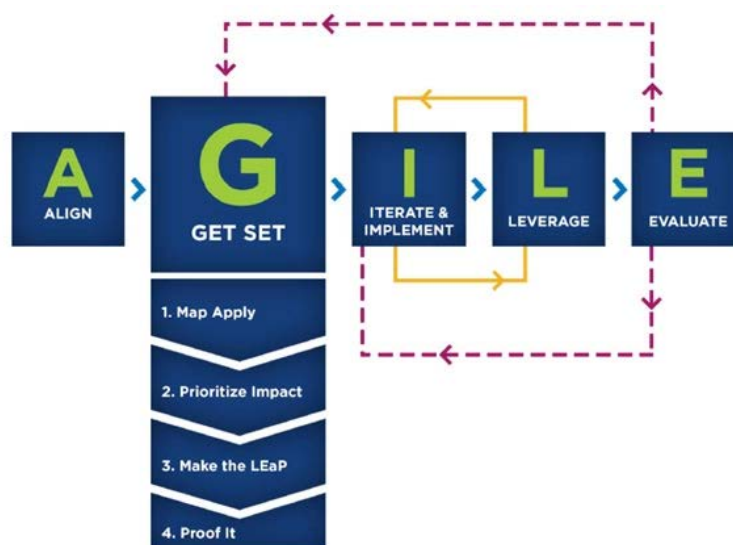 A
ALIGN
G
GET SET
I
ITERATE &
IMPLEMENT
L
LEVERAGE
E
EVALUATE
1. Map Apply
2. Prioritize Impact
3. Make the LEaP
4. Proof It